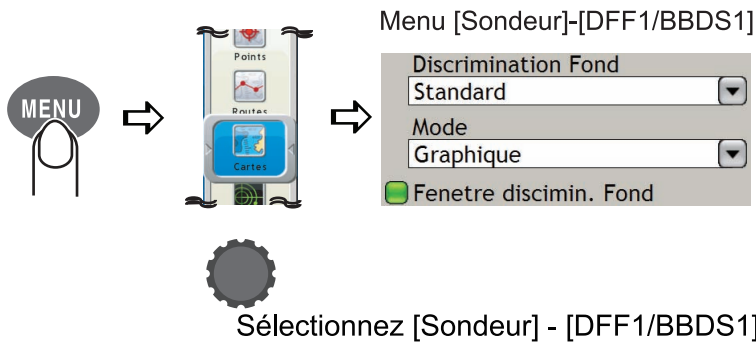 Menu [Sondeur]-[DFF1/BBDS1]
MENU
Points
Routes
Cartes
Discrimination Fond
Standard
Mode
Graphique
Fenetre discimin. Fond
Sélectionnez [Sondeur] - [DFF1/BBDS1]